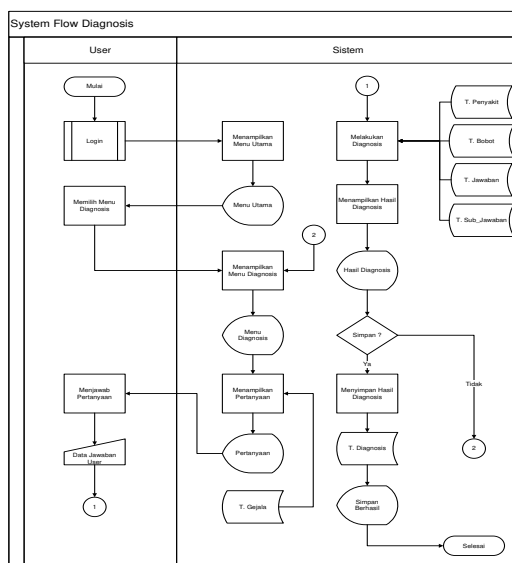 System Flow Diagnosis
User
Sistem
Mulai
Login
Memilih Menu
Diagnosis
Menjawab
Pertanyaan
Data Jawaban
User
1
Menampilkan
Menu Utama
Menu Utama
2
Menampilkan
Menu Diagnosis
Menu
Diagnosis
Menampilkan
Pertanyaan
Pertanyaan
T. Gejala
1
Melakukan
Diagnosis
Menampilkan Hasil
Diagnosis
Hasil Diagnosis
Simpan ?
Ya
Menyimpan Hasil
Diagnosis
T. Diagnosis
Simpan
Berhasil
T. Penyakit
T. Bobot
T. Jawaban
T. Sub_Jawaban
Tidak
2
Selesai